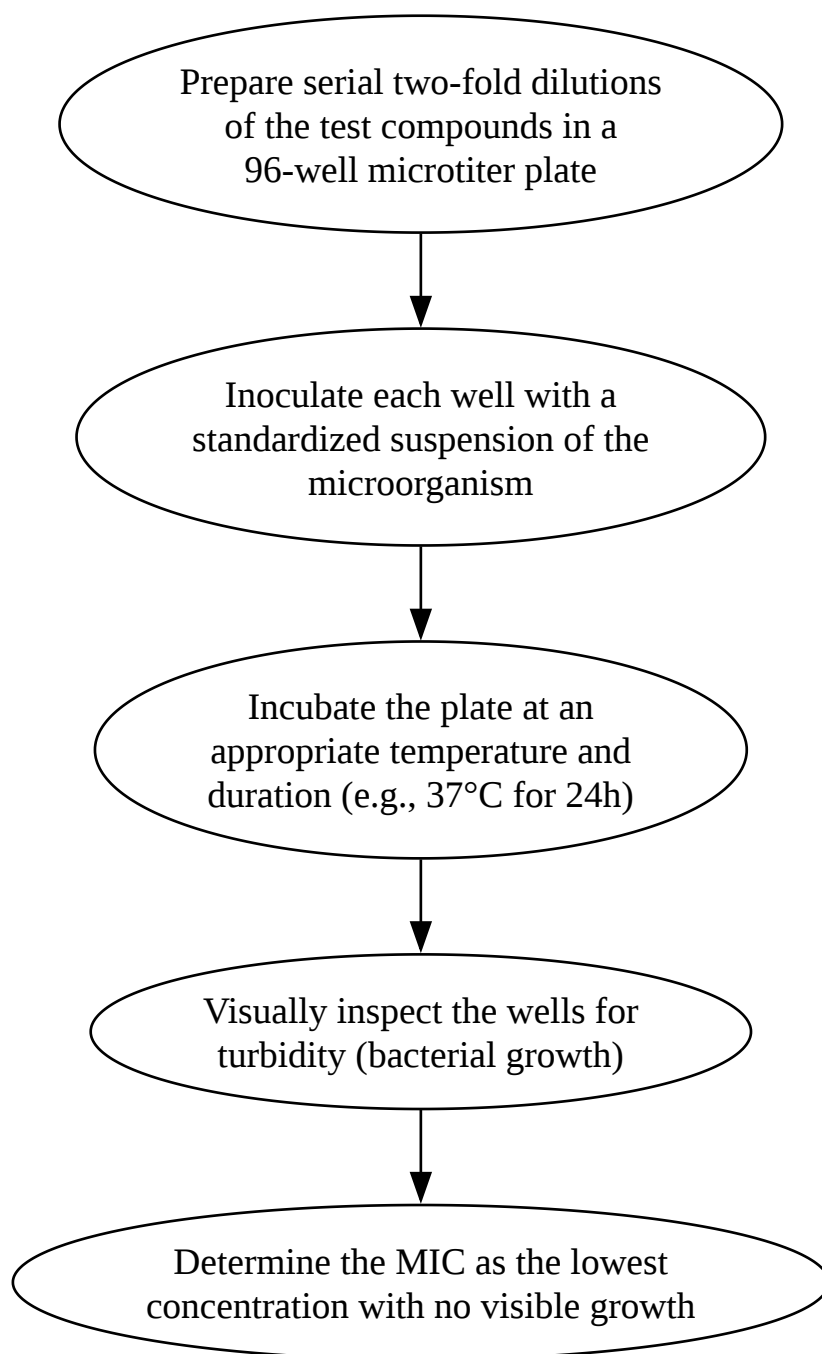 Prepare serial two-fold dilutions
of the test compounds in a
96-well microtiter plate
Inoculate each well with a
standardized suspension of the
microorganism
Incubate the plate at an
appropriate temperature and
duration (e.g., 37°C for 24h)
Visually inspect the wells for
turbidity (bacterial growth)
Determine the MIC as the lowest
concentration with no visible growth